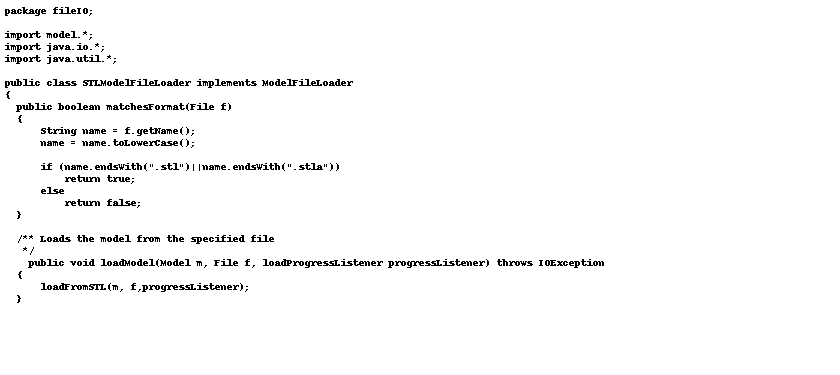 package fileIO;

import model.*;
import java.io.*;
import java.util.*;

public class STLModelFileLoader implements ModelFileLoader
{
  public boolean matchesFormat(File f)
  {
      String name = f.getName();
      name = name.toLowerCase();

      if (name.endsWith(".stl")||name.endsWith(".stla"))
          return true;
      else
          return false;
  }

  /** Loads the model from the specified file
   */
    public void loadModel(Model m, File f, loadProgressListener progressListener) throws IOException
  {
      loadFromSTL(m, f,progressListener);
  }